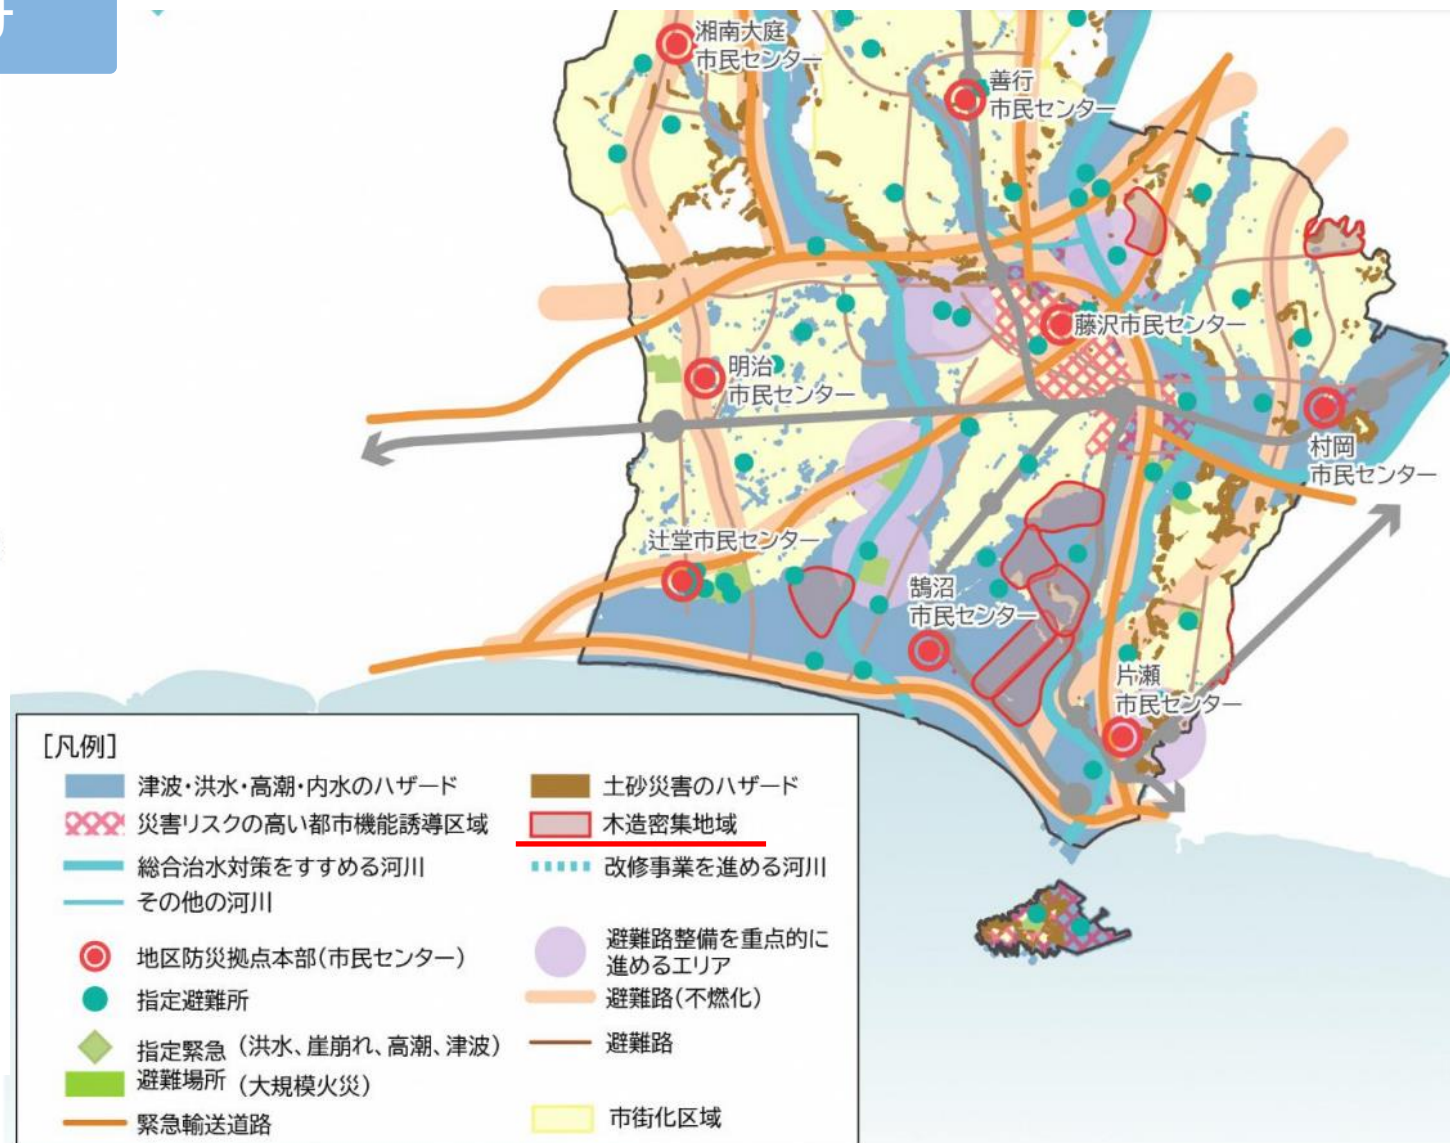 湘南大庭
市民センター
善行
市民センター
藤沢市民センター
明治
市民センター
村岡
市民センター
辻堂市民センター
鵠沼
市民センター
片瀬
市民センター
[凡例]
津波・洪水・高潮・内水のハザード
土砂災害のハザード
災害リスクの高い都市機能誘導区域
木造密集地域
総合治水対策をすすめる河川
改修事業を進める河川
その他の河川
地区防災拠点本部(市民センター)
避難路整備を重点的に
進めるエリア
指定避難所
避難路(不燃化)
指定緊急 (洪水、崖崩れ、高潮、津波)
避難場所 (大規模火災)
避難路
緊急輸送道路
市街化区域